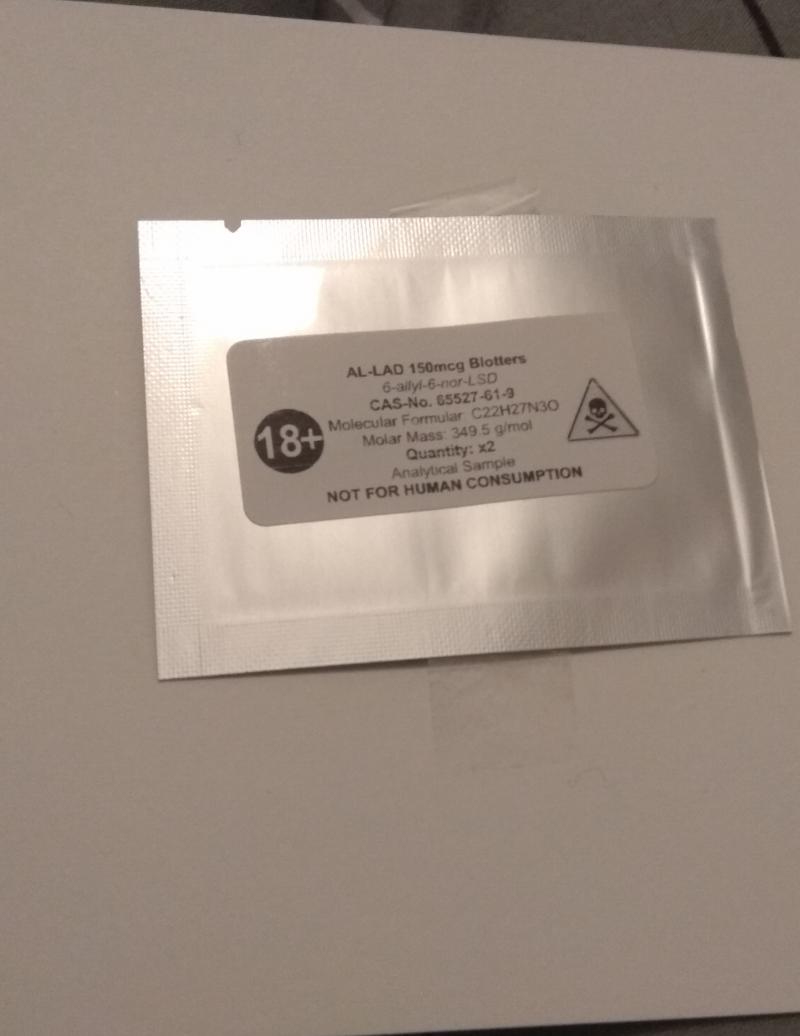 AL-LAD 150mcg Blotters
6-allyl-6-nor-LSD
CAS-No. 65527-61-9
Molecular Formular: C22H27N3O
Molar Mass: 349.5 g/mol
Quantity: x2
Analytical Sample
NOT FOR HUMAN CONSUMPTION
18+